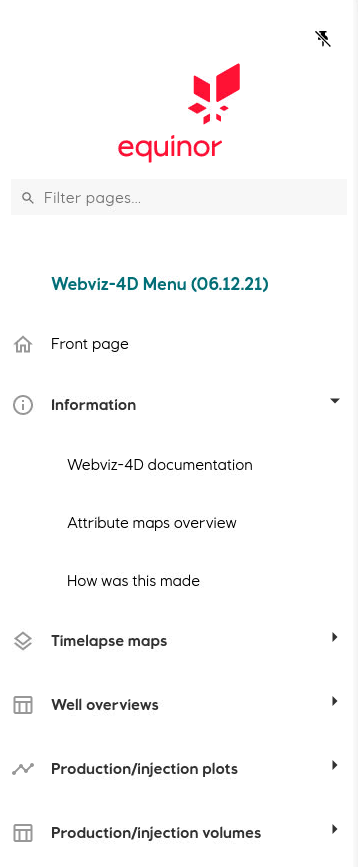 equinor
Filter pages...
Webviz-4D Menu (06.12.21)
Front page
Information
Webviz-4D documentation
Attribute maps overview
How was this made
Timelapse maps
Well overviews
Production/injection plots
Production/injection volumes